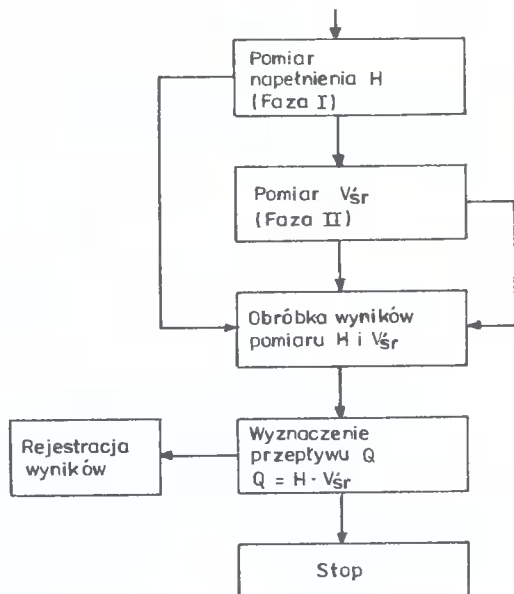 Pomiar
napełnienia H
(Faza I)
Pomiar Vśr
(Faza II)
Obróbka wyników
pomiaru H i Vśr
Rejestracja
wyników
Wyznaczenie
przepływu Q
Q = H · Vśr
Stop